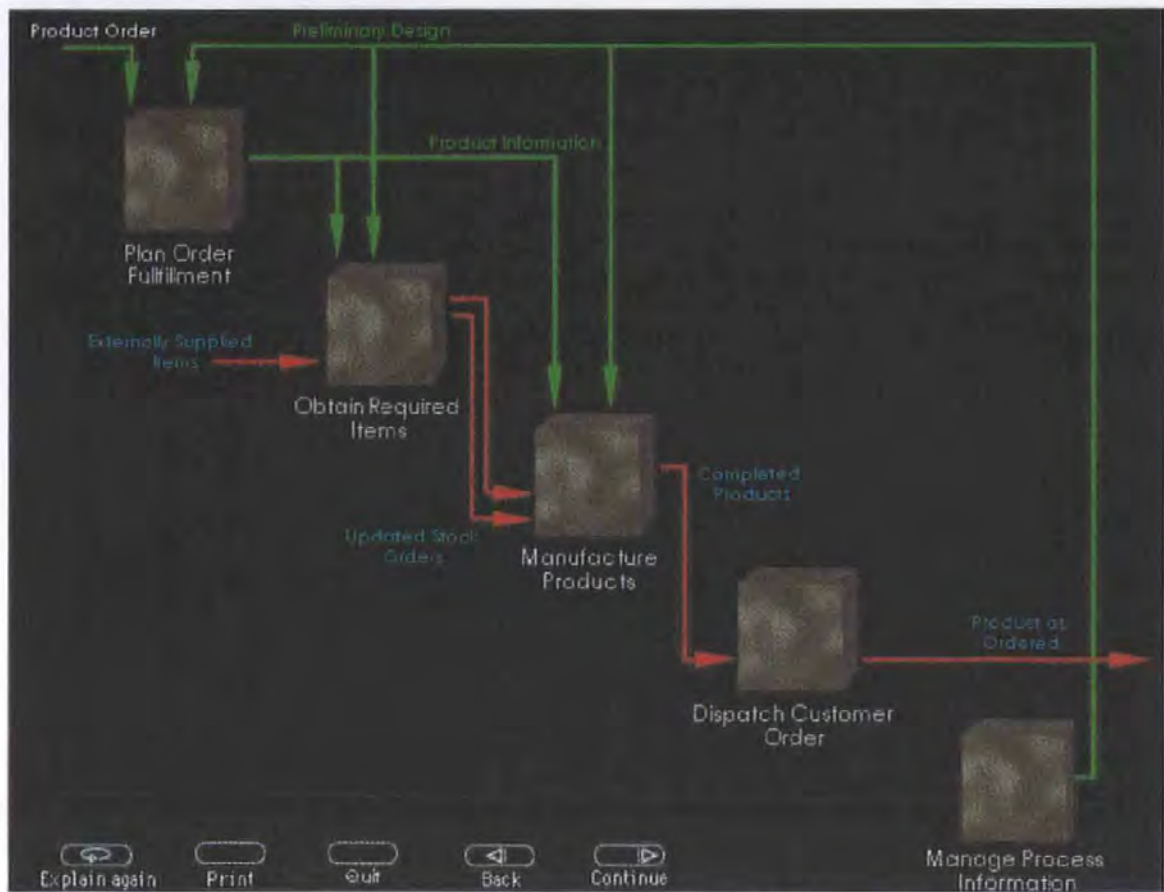 Product Order
Preliminary Design
Product Information
Plan Order
Fullfillment
Externally Supplied
Items
Obtain Required
Items
Completed
Products
Updated Stock
Orders
Manufacture
Products
Product as
Ordered
Dispatch Customer
Order
Manage Process
Information
Explain again
Print
Quit
Back
Continue